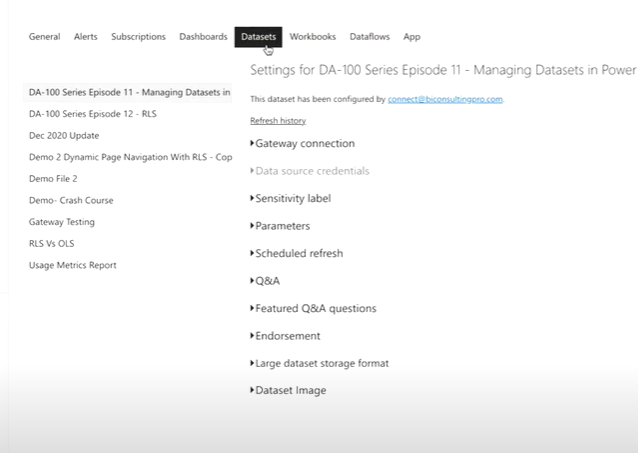 General Alerts Subscriptions Dashboards Datasets Workbooks Dataflows App
DA-100 Series Episode 11 - Managing Datasets in
DA-100 Series Episode 12 - RLS
Dec 2020 Update
Demo 2 Dynamic Page Navigation With RLS - Cop
Demo File 2
Demo- Crash Course
Gateway Testing
RLS Vs OLS
Usage Metrics Report
Settings for DA-100 Series Episode 11 - Managing Datasets in Power
This dataset has been configured by connect@biconsultingpro.com.
Refresh history
Gateway connection
Data source credentials
Sensitivity label
Parameters
Scheduled refresh
Q&A
Featured Q&A questions
Endorsement
Large dataset storage format
Dataset Image